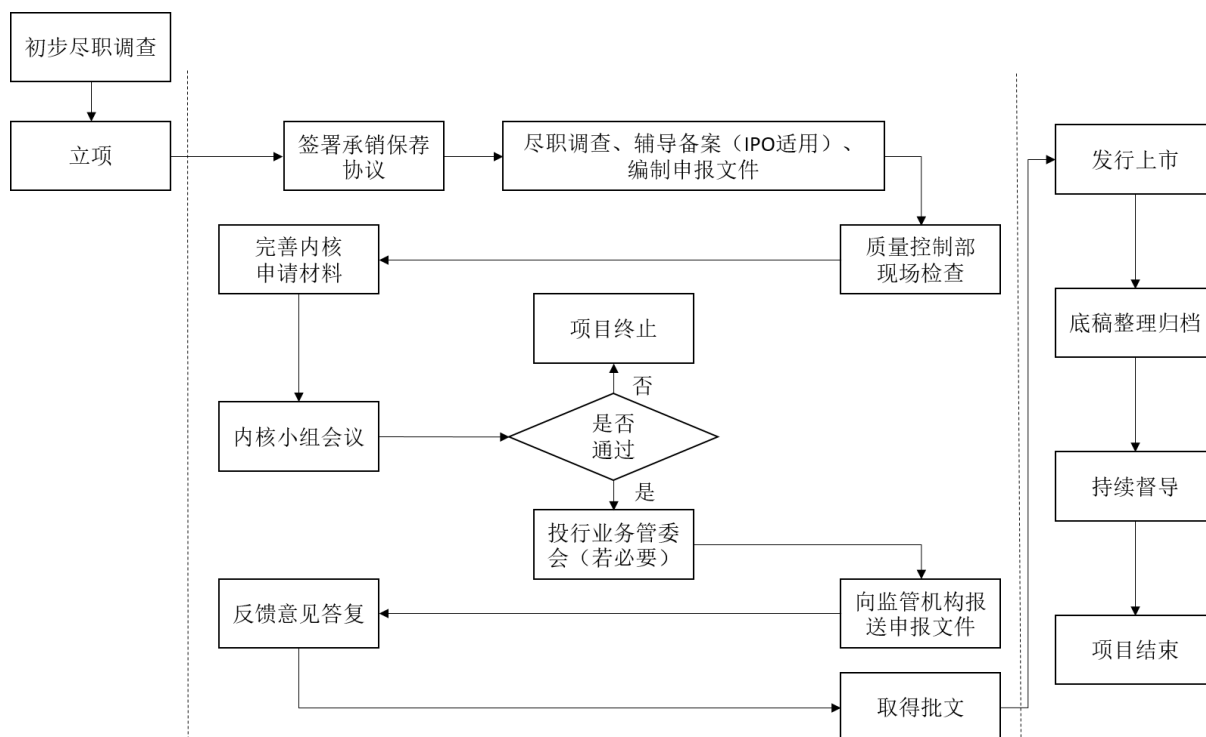 初步尽职调查
立项
签署承销保荐
协议
尽职调查、辅导备案（IPO适用）、
编制申报文件
质量控制部
现场检查
完善内核
申请材料
内核小组会议
是否
通过
否
项目终止
是
投行业务管委
会（若必要）
向监管机构报
送申报文件
反馈意见答复
取得批文
发行上市
底稿整理归档
持续督导
项目结束